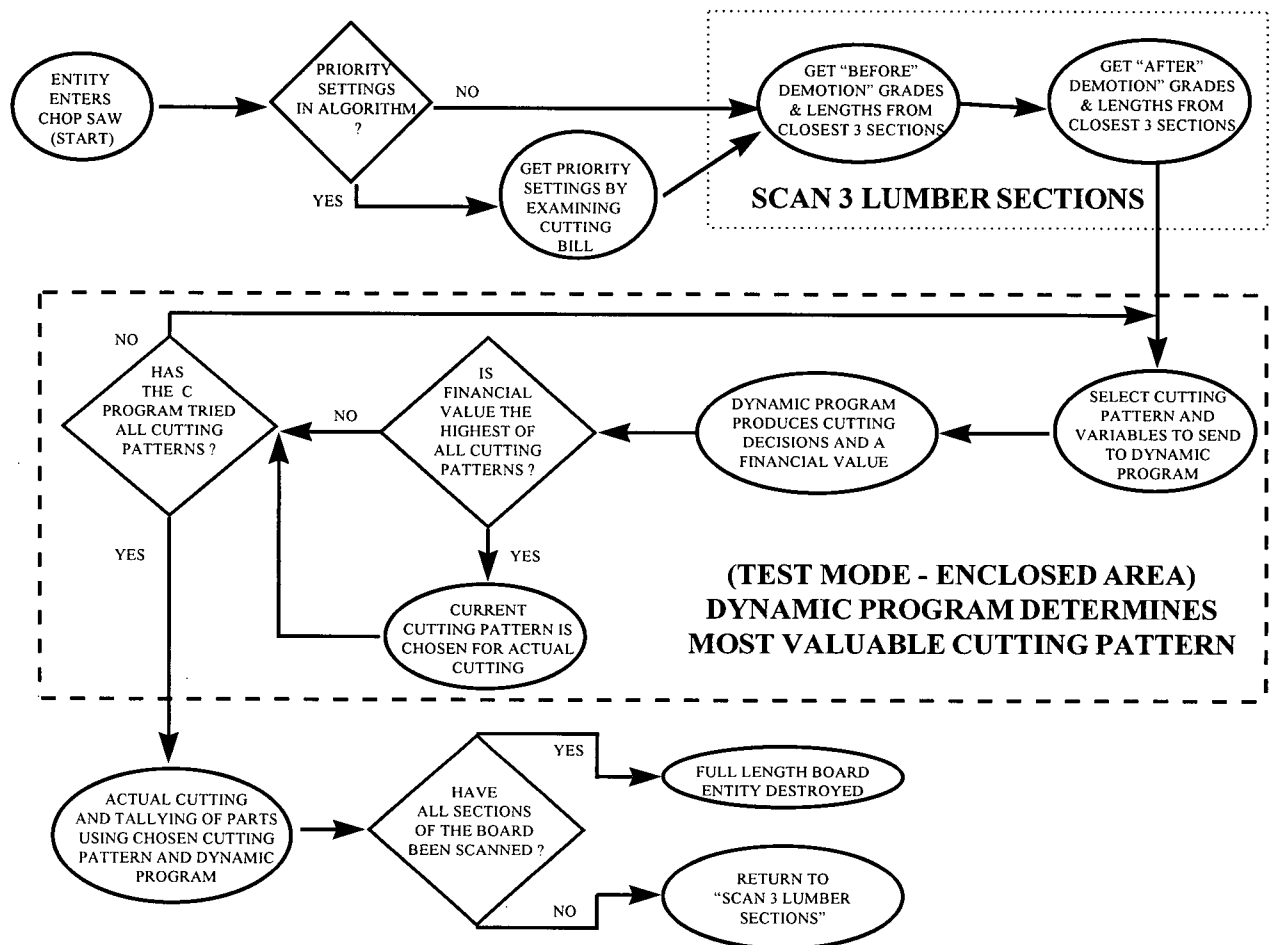 ENTITY
ENTERS
CHOP SAW
(START)
PRIORITY
SETTINGS
IN ALGORITHM
?
NO
YES
GET PRIORITY
SETTINGS BY
EXAMINING
CUTTING
BILL
GET "BEFORE"
DEMOTION" GRADES
& LENGTHS FROM
CLOSEST 3 SECTIONS
GET "AFTER"
DEMOTION" GRADES
& LENGTHS FROM
CLOSEST 3 SECTIONS
SCAN 3 LUMBER SECTIONS
NO
HAS
THE C
PROGRAM TRIED
ALL CUTTING
PATTERNS ?
NO
IS
FINANCIAL
VALUE THE
HIGHEST OF
ALL CUTTING
PATTERNS ?
DYNAMIC PROGRAM
PRODUCES CUTTING
DECISIONS AND A
FINANCIAL VALUE
SELECT CUTTING
PATTERN AND
VARIABLES TO SEND
TO DYNAMIC
PROGRAM
YES
YES
CURRENT
CUTTING PATTERN IS
CHOSEN FOR ACTUAL
CUTTING
(TEST MODE - ENCLOSED AREA)
DYNAMIC PROGRAM DETERMINES
MOST VALUABLE CUTTING PATTERN
ACTUAL CUTTING
AND TALLYING OF PARTS
USING CHOSEN CUTTING
PATTERN AND DYNAMIC
PROGRAM
HAVE
ALL SECTIONS
OF THE BOARD
BEEN SCANNED ?
YES
FULL LENGTH BOARD
ENTITY DESTROYED
NO
RETURN TO
"SCAN 3 LUMBER
SECTIONS"